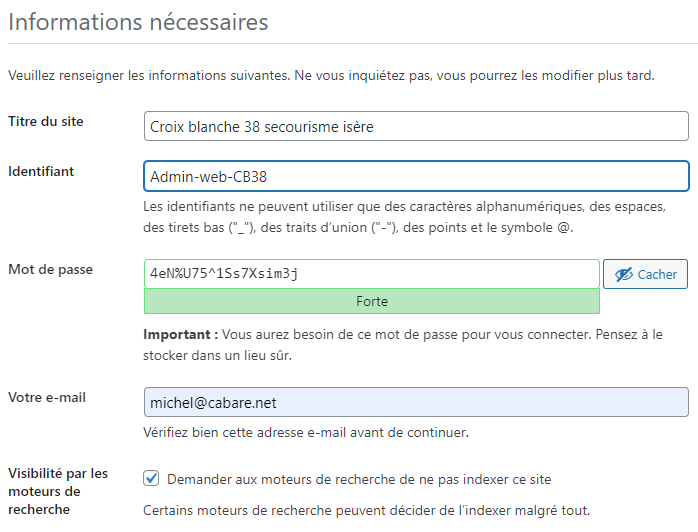 Informations nécessaires
Veuillez renseigner les informations suivantes. Ne vous inquiétez pas, vous pourrez les modifier plus tard.
Titre du site
Croix blanche 38 secourisme isère
Identifiant
Admin-web-CB38
Les identifiants ne peuvent utiliser que des caractères alphanumériques, des espaces,
des tirets bas ("_"), des traits d’union ("-"), des points et le symbole @.
Mot de passe
4eN%U75^1Ss7Xsim3j
Cacher
Forte
Important : Vous aurez besoin de ce mot de passe pour vous connecter. Pensez à le
stocker dans un lieu sûr.
Votre e-mail
michel@cabare.net
Vérifiez bien cette adresse e-mail avant de continuer.
Visibilité par les
moteurs de
recherche
Demander aux moteurs de recherche de ne pas indexer ce site
Certains moteurs de recherche peuvent décider de l’indexer malgré tout.